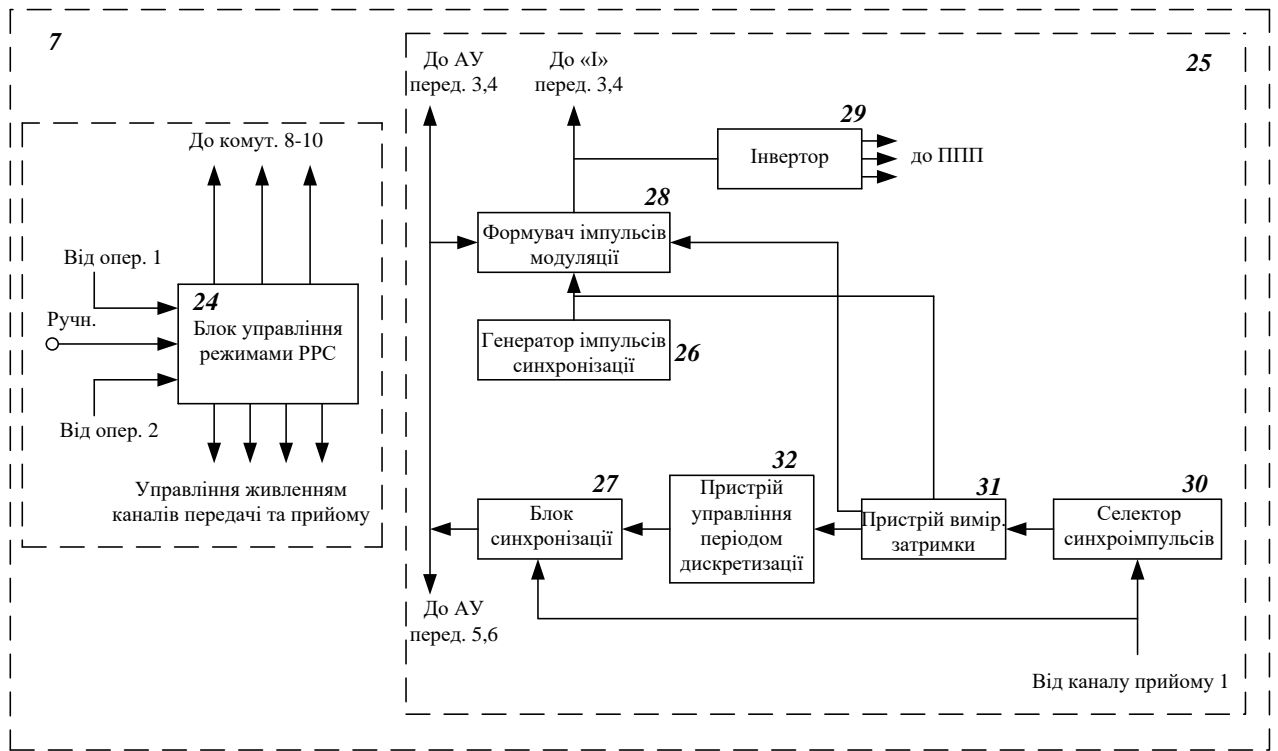 7
До комут. 8-10
Від опер. 1
Ручн.
24
Блок управління
режимами РРС
Від опер. 2
Управління живленням
каналів передачі та прийому
25
До АУ
перед. 3,4
До «І»
перед. 3,4
29
Інвертор
до ППП
28
Формувач імпульсів
модуляції
Генератор імпульсів
синхронізації
26
27
Блок
синхронізації
32
Пристрій
управління
періодом
дискретизації
31
Пристрій вимір.
затримки
30
Селектор
синхроімпульсів
До АУ
перед. 5,6
Від каналу прийому 1